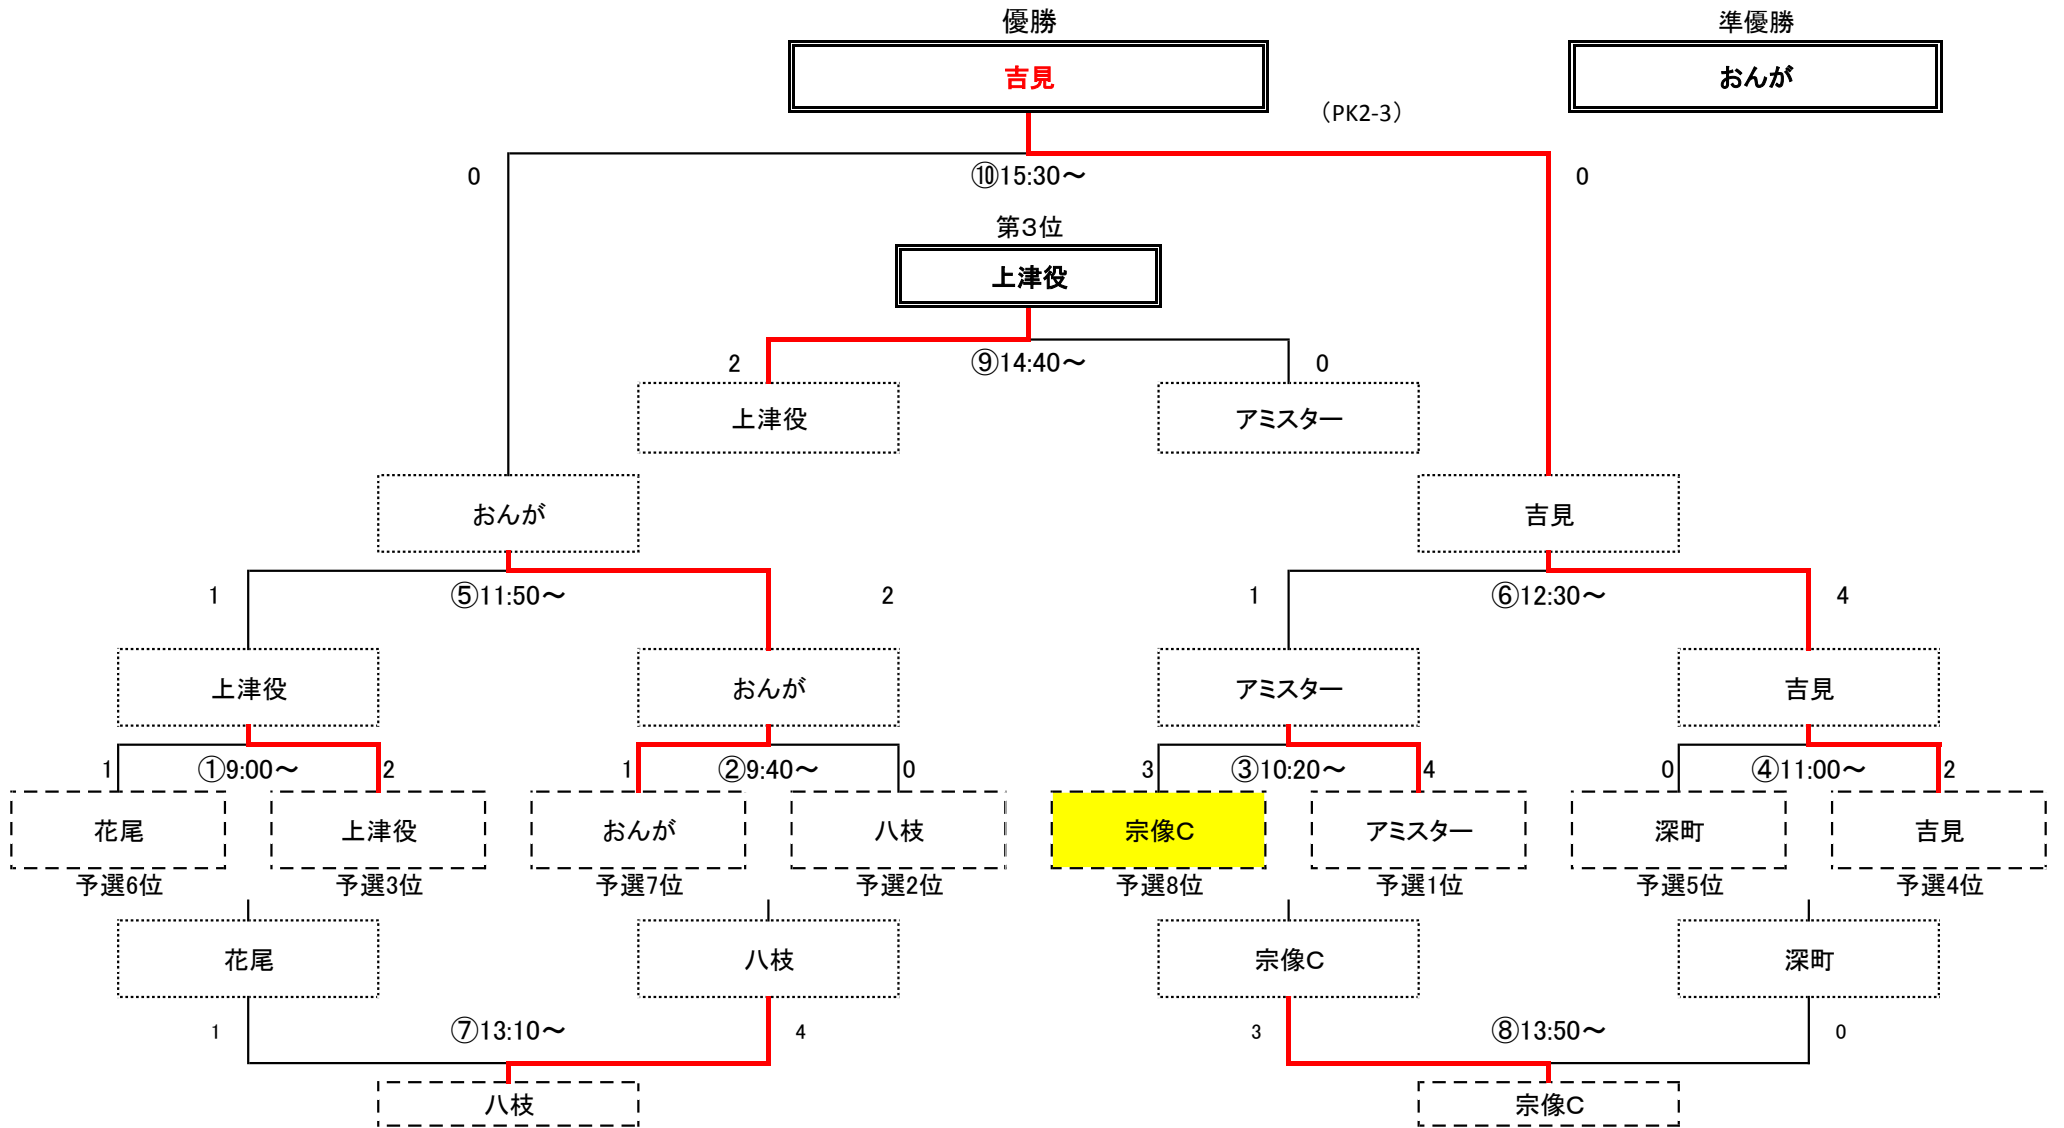 優勝
準優勝
吉見
おんが
（PK2-3）
0
⑩15:30～
0
第3位
上津役
2
⑨14:40～
0
上津役
アミスター
おんが
吉見
1
⑤11:50～
2
1
⑥12:30～
4
上津役
おんが
アミスター
吉見
1
①9:00～
2
1
②9:40～
0
3
③10:20～
4
0
④11:00～
2
花尾
上津役
おんが
八枝
宗像C
アミスター
深町
吉見
予選6位
予選3位
予選7位
予選2位
予選8位
予選1位
予選5位
予選4位
花尾
八枝
宗像C
深町
1
⑦13:10～
4
3
⑧13:50～
0
八枝
宗像C